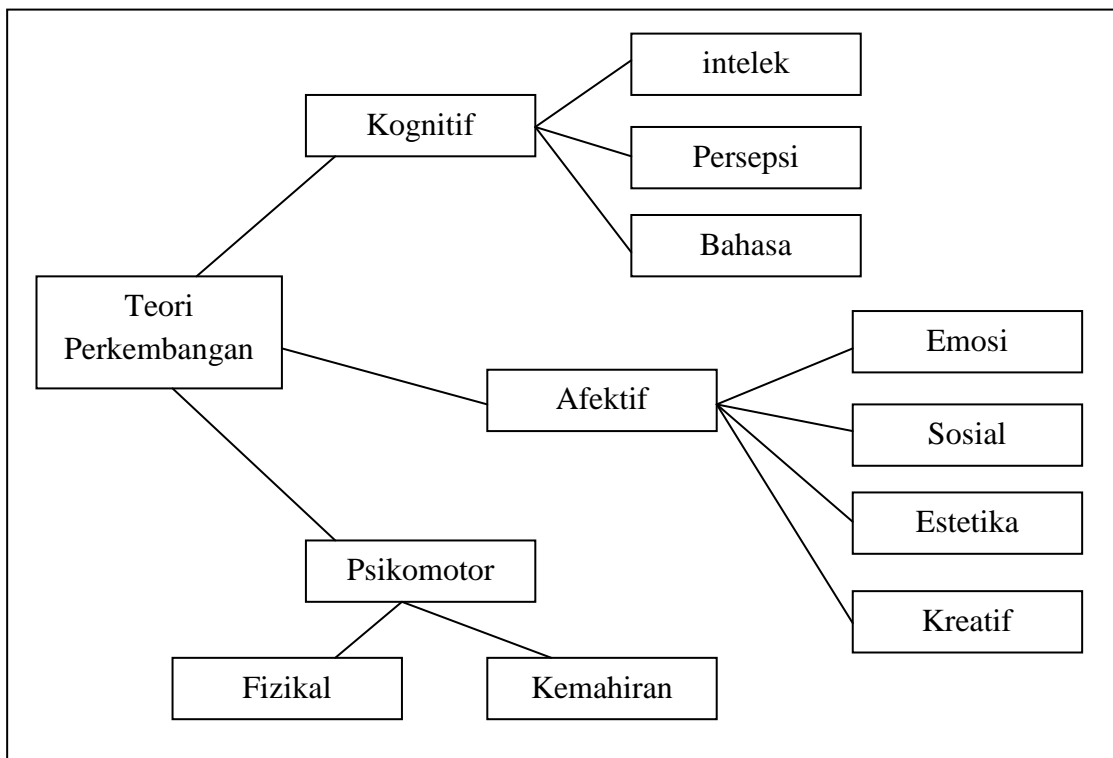 intelek
Kognitif
Persepsi
Bahasa
Teori
Perkembangan
Emosi
Afektif
Sosial
Estetika
Psikomotor
Kreatif
Fizikal
Kemahiran